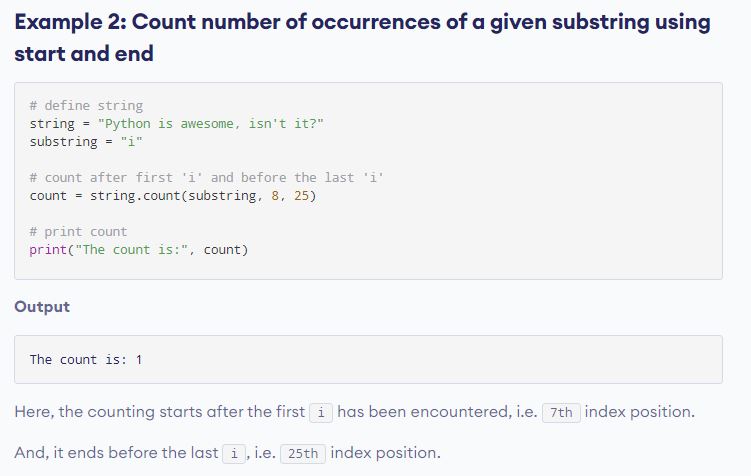 Example 2: Count number of occurrences of a given substring using
start and end
# define string
string = "Python is awesome, isn't it?"
substring = "i"
# count after first 'i' and before the last 'i'
count = string.count(substring, 8, 25)
# print count
print("The count is:", count)
Output
The count is: 1
Here, the counting starts after the first i has been encountered, i.e. 7th index position.
And, it ends before the last i , i.e. 25th index position.